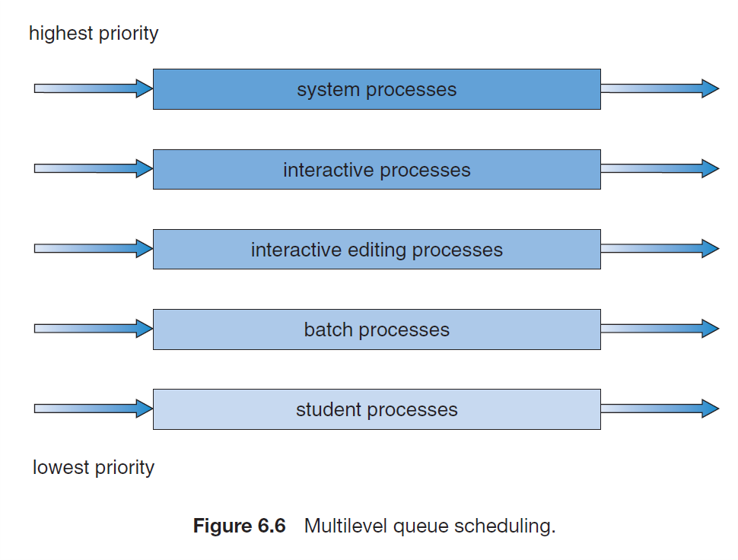 highest priority
system processes
interactive processes
interactive editing processes
batch processes
student processes
lowest priority
Figure 6.6 Multilevel queue scheduling.